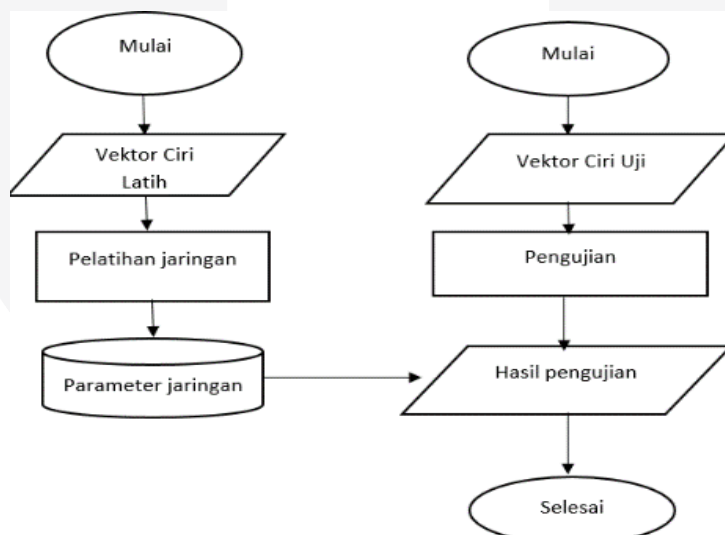 Mulai
Vektor Ciri
Latih
Pelatihan jaringan
Parameter jaringan
Mulai
Vektor Ciri Uji
Pengujian
Hasil pengujian
Selesai